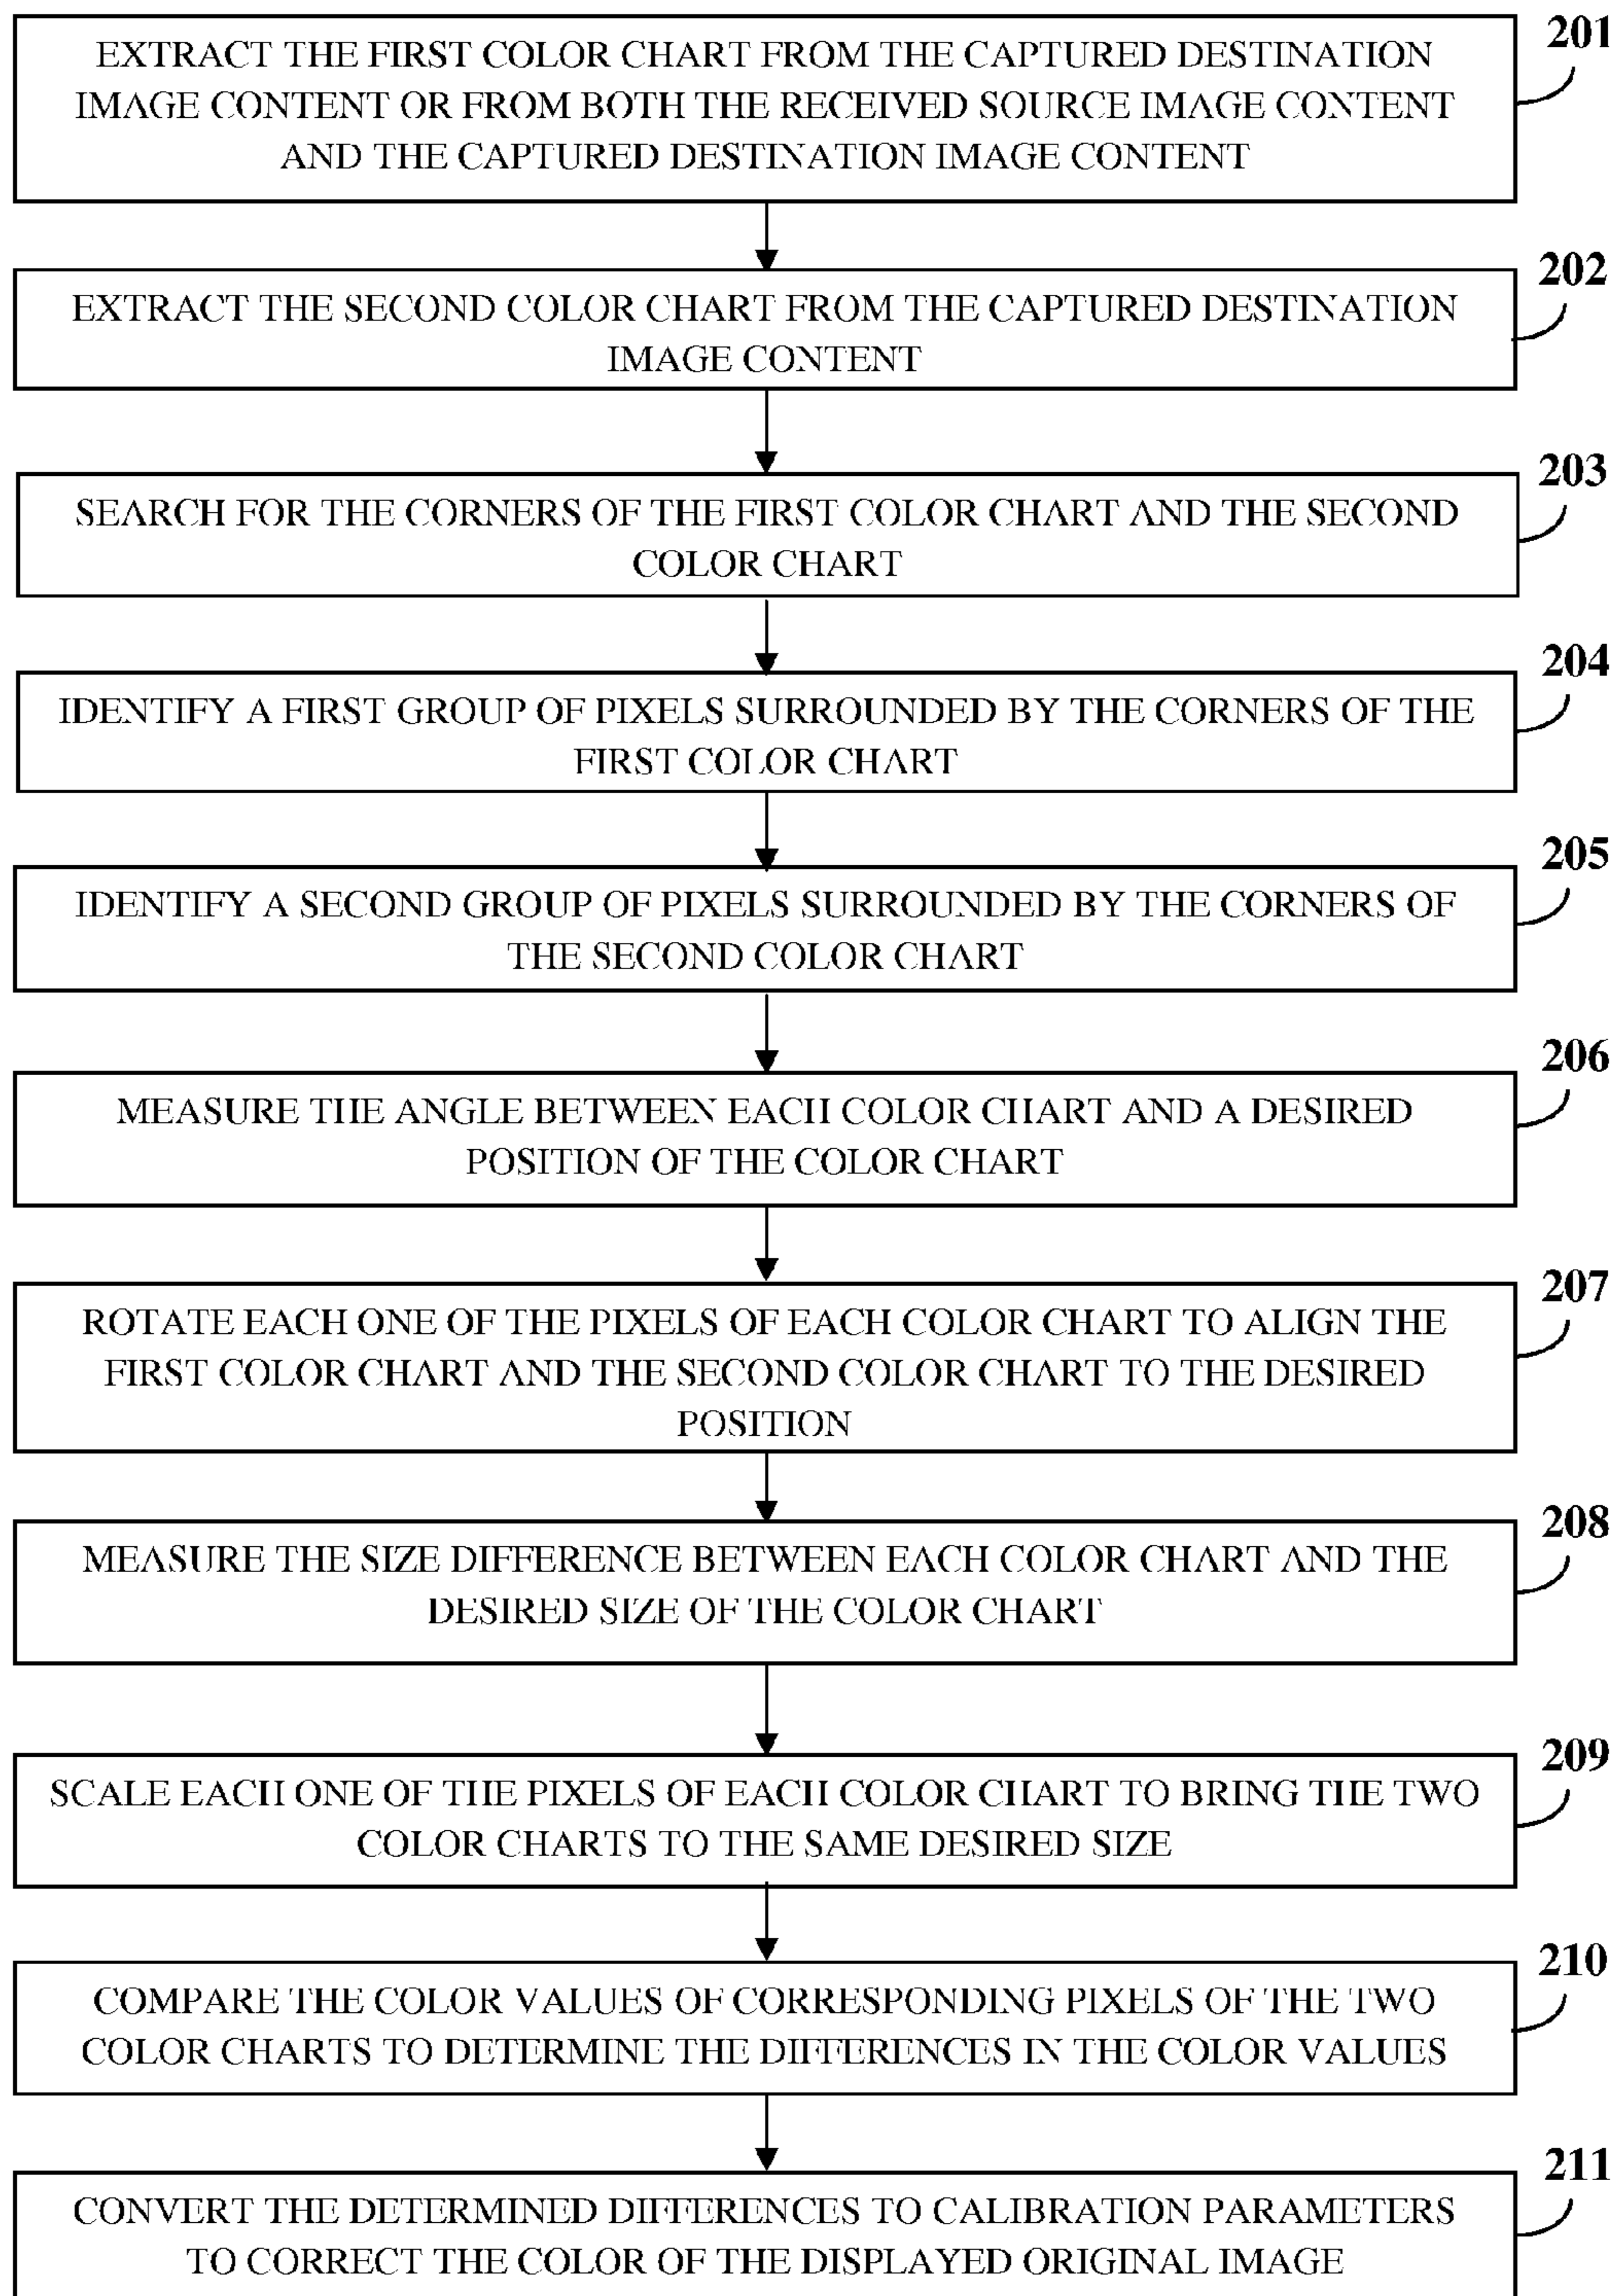 201
EXTRACT THE FIRST COLOR CHART FROM THE CAPTURED DESTINATION
IMAGE CONTENT OR FROM BOTH THE RECEIVED SOURCE IMAGE CONTENT
AND THE CAPTURED DESTINATION IMAGE CONTENT
202
EXTRACT THE SECOND COLOR CHART FROM THE CAPTURED DESTINATION
IMAGE CONTENT
203
SEARCH FOR THE CORNERS OF THE FIRST COLOR CHART AND THE SECOND
COLOR CHART
204
IDENTIFY A FIRST GROUP OF PIXELS SURROUNDED BY THE CORNERS OF THE
FIRST COLOR CHART
205
IDENTIFY A SECOND GROUP OF PIXELS SURROUNDED BY THE CORNERS OF
THE SECOND COLOR CHART
206
MEASURE THE ANGLE BETWEEN EACH COLOR CHART AND A DESIRED
POSITION OF THE COLOR CHART
207
ROTATE EACH ONE OF THE PIXELS OF EACH COLOR CHART TO ALIGN THE
FIRST COLOR CHART AND THE SECOND COLOR CHART TO THE DESIRED
POSITION
208
MEASURE THE SIZE DIFFERENCE BETWEEN EACH COLOR CHART AND THE
DESIRED SIZE OF THE COLOR CHART
209
SCALE EACH ONE OF THE PIXELS OF EACH COLOR CHART TO BRING THE TWO
COLOR CHARTS TO THE SAME DESIRED SIZE
210
COMPARE THE COLOR VALUES OF CORRESPONDING PIXELS OF THE TWO
COLOR CHARTS TO DETERMINE THE DIFFERENCES IN THE COLOR VALUES
211
CONVERT THE DETERMINED DIFFERENCES TO CALIBRATION PARAMETERS
TO CORRECT THE COLOR OF THE DISPLAYED ORIGINAL IMAGE